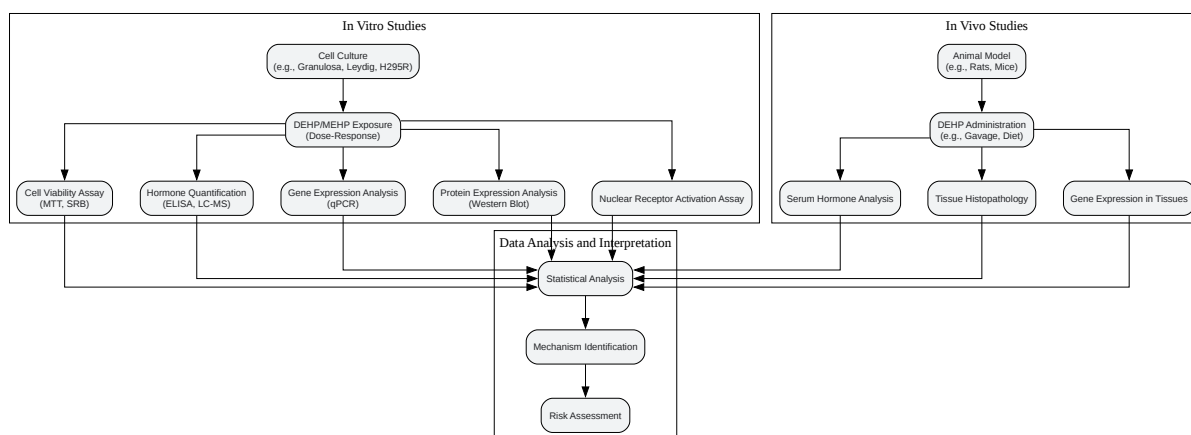 In Vitro Studies
Cell Culture
(e.g., Granulosa, Leydig, H295R)
DEHP/MEHP Exposure
(Dose-Response)
Cell Viability Assay
(MTT, SRB)
Hormone Quantification
(ELISA, LC-MS)
Gene Expression Analysis
(qPCR)
Protein Expression Analysis
(Western Blot)
Nuclear Receptor Activation Assay
In Vivo Studies
Animal Model
(e.g., Rats, Mice)
DEHP Administration
(e.g., Gavage, Diet)
Serum Hormone Analysis
Tissue Histopathology
Gene Expression in Tissues
Data Analysis and Interpretation
Statistical Analysis
Mechanism Identification
Risk Assessment